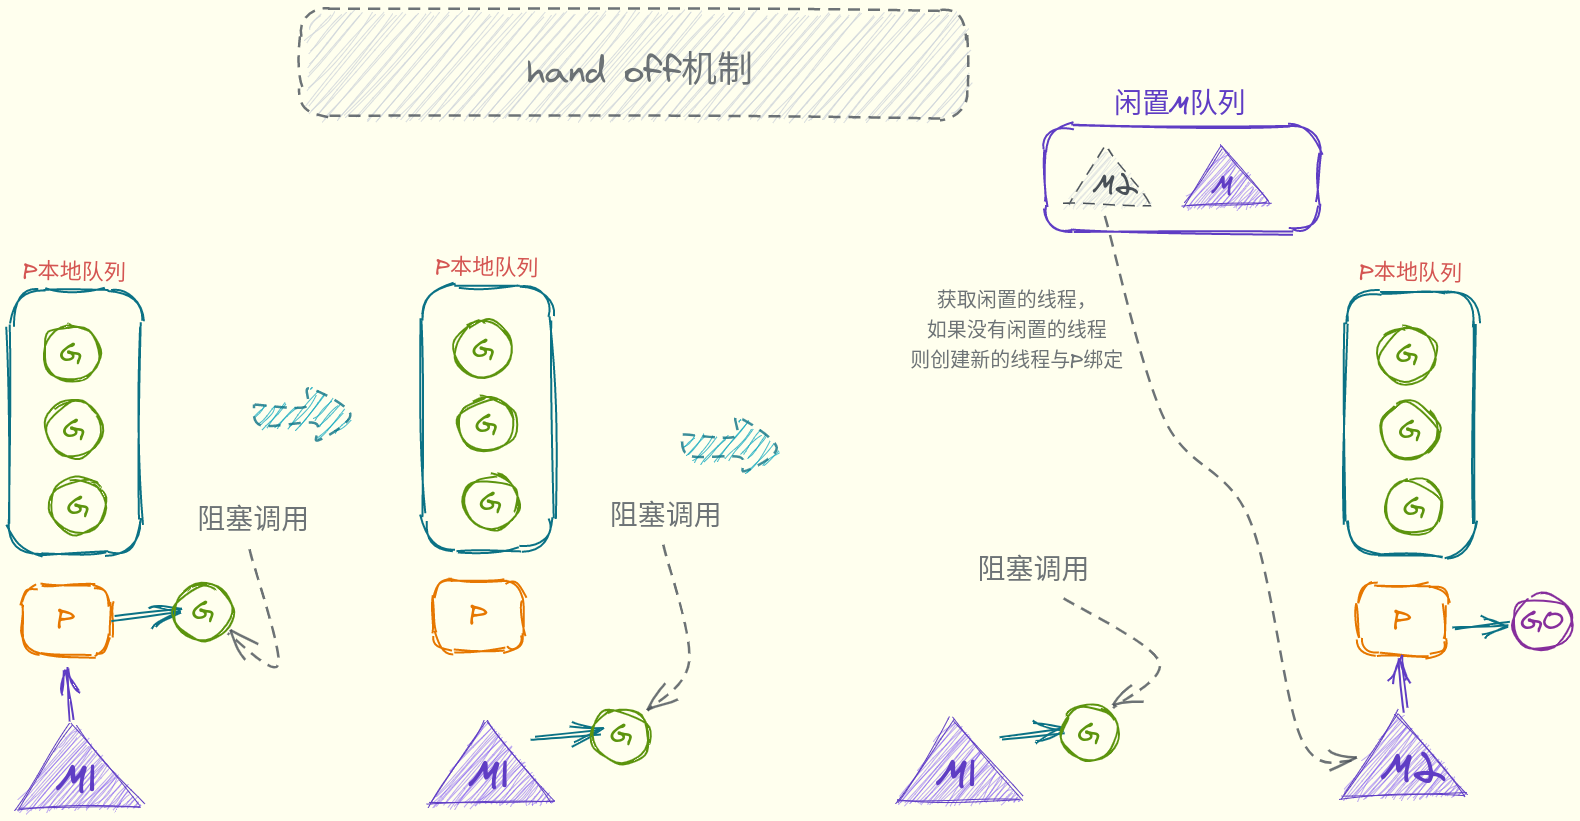 hand off机制
闲置M队列
M2
M
P本地队列
G
G
G
阻塞调用
P
G
M1
P本地队列
G
G
G
阻塞调用
P
M1
G
获取闲置的线程，
如果没有闲置的线程
则创建新的线程与P绑定
阻塞调用
M1
G
P本地队列
G
G
G
P
G0
M2